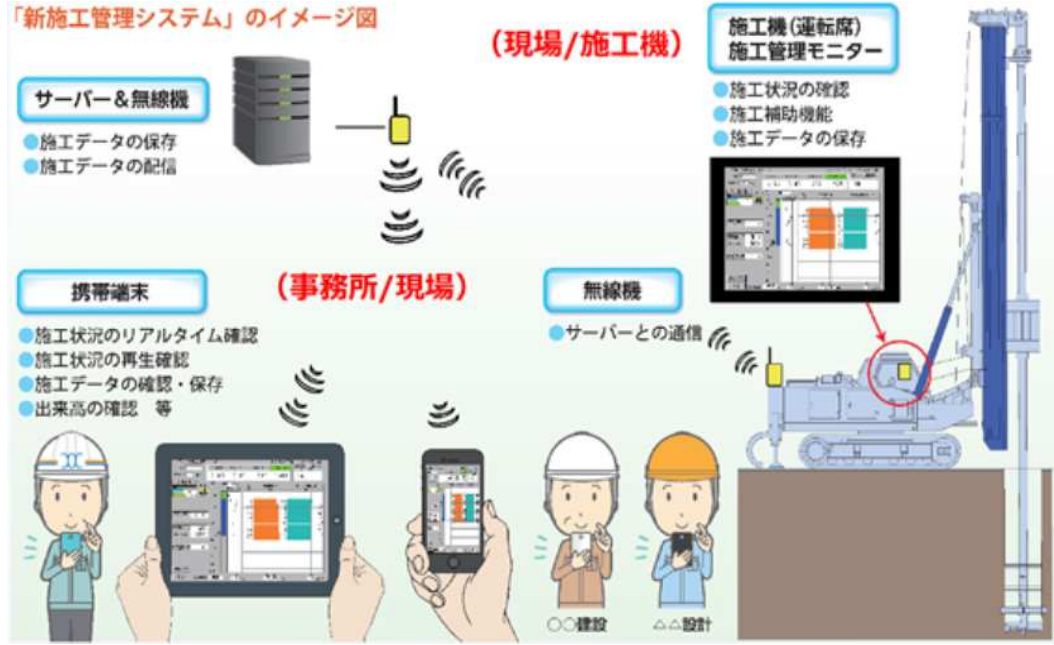 「新施工管理システム」のイメージ図
サーバー&無線機
●施工データの保存
●施工データの配信
(現場/施工機)
施工機(運転席)
施工管理モニター
●施工状況の確認
●施工補助機能
●施工データの保存
携帯端末
(事務所/現場)
●施工状況のリアルタイム確認
●施工状況の再生確認
●施工データの確認・保存
●出来高の確認 等
無線機
●サーバーとの通信
○○建設
△△設計